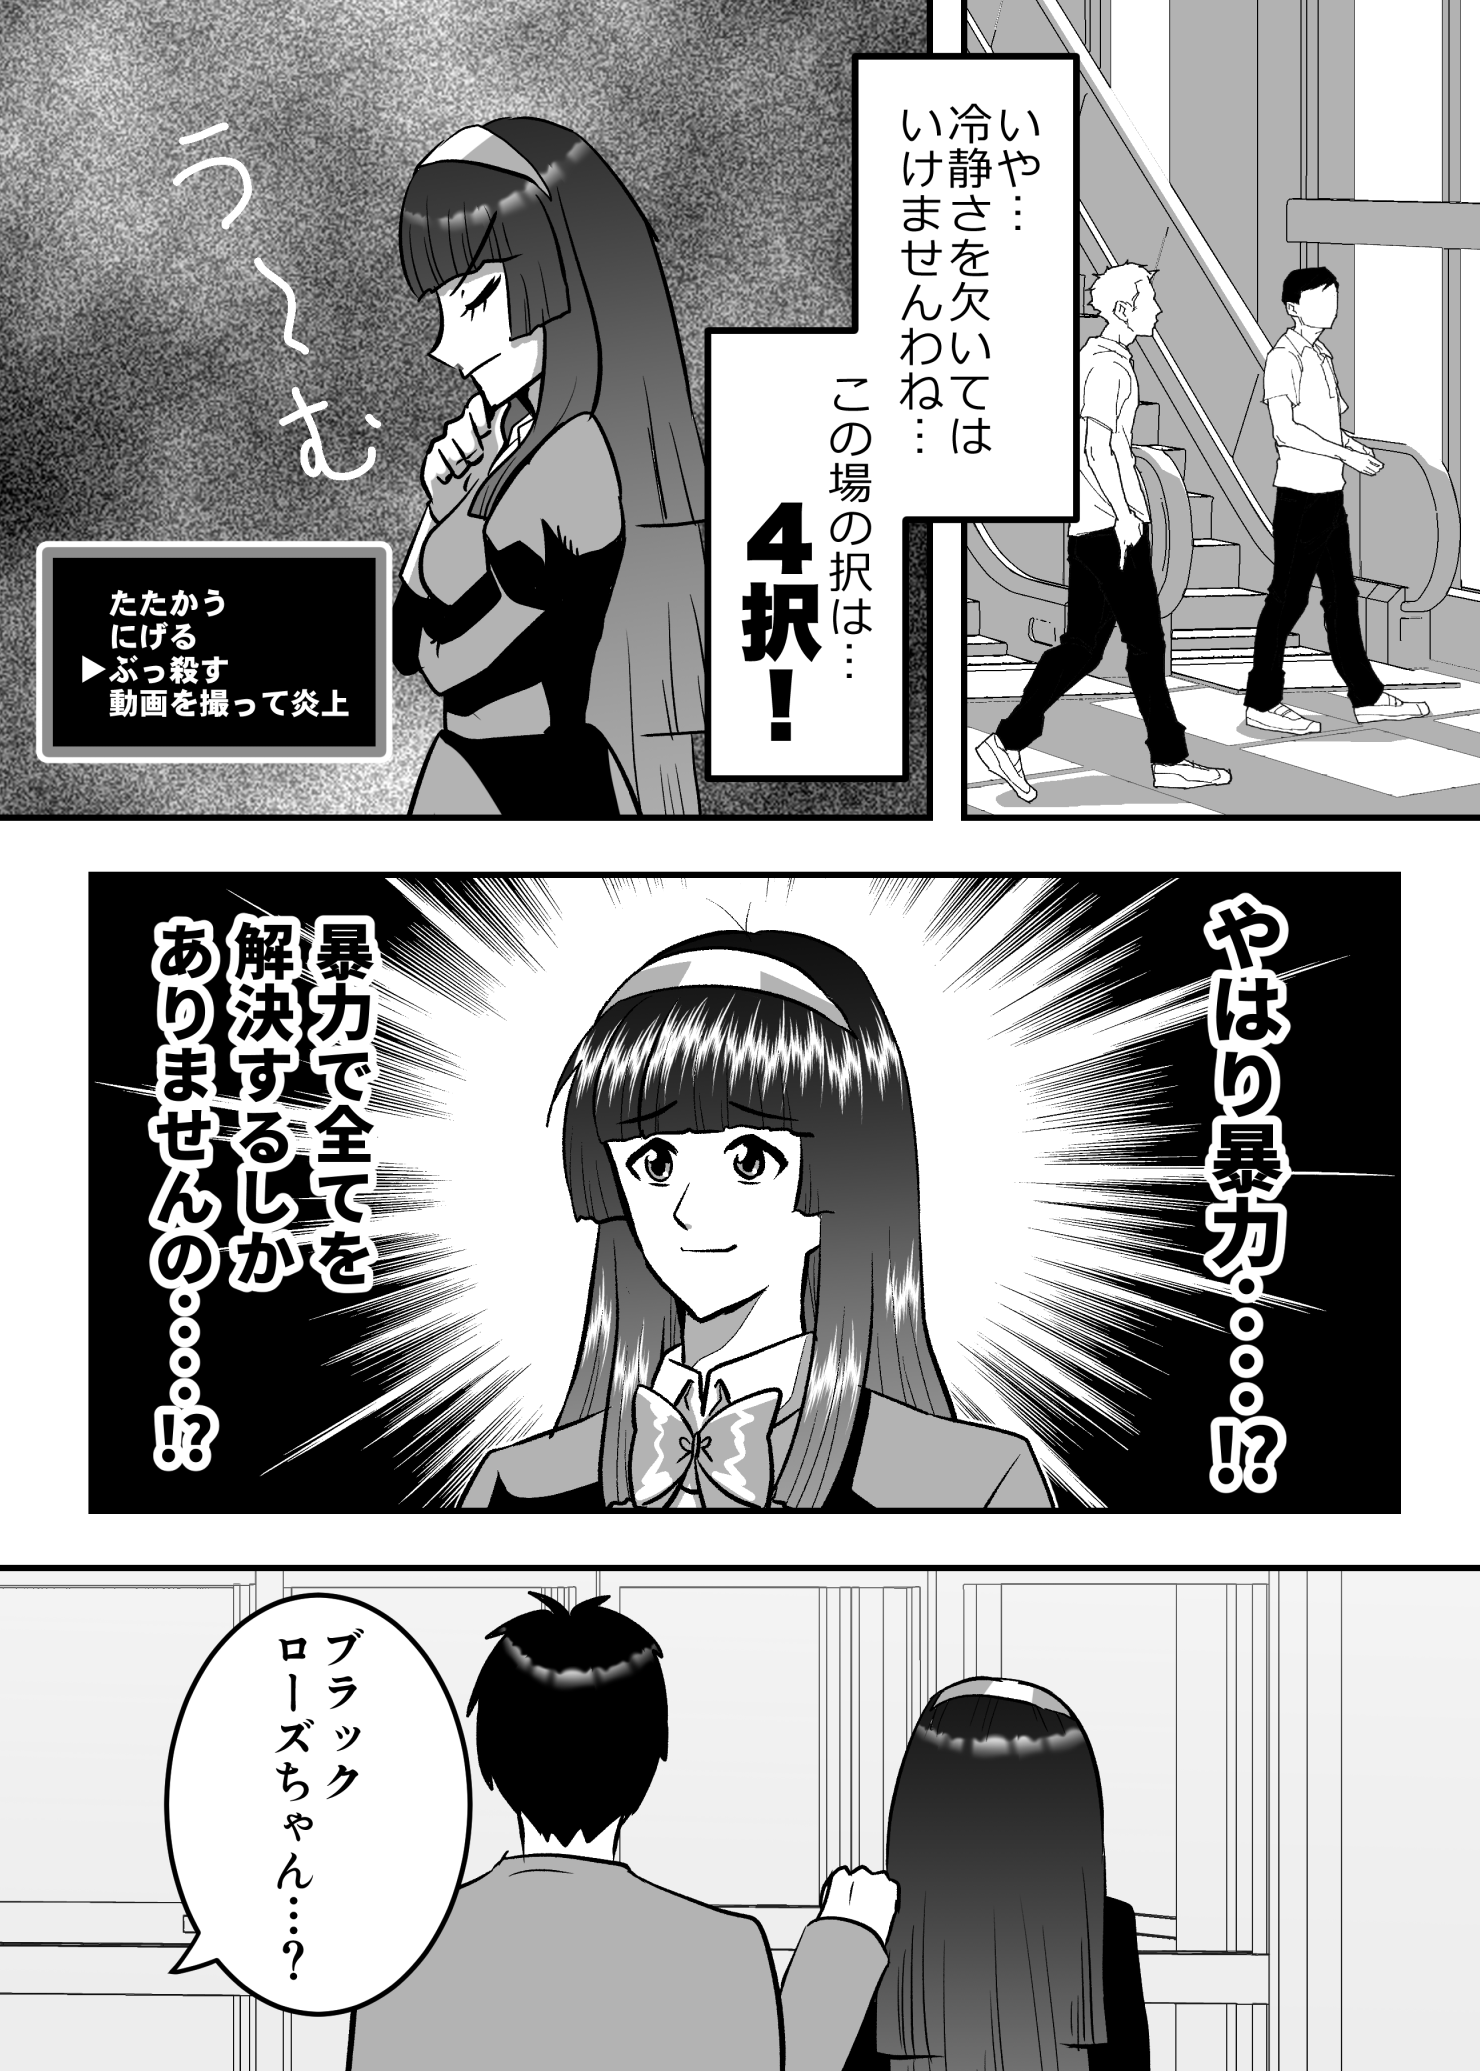 いや…
冷静さを欠いては
いけませんわね…
この場の択は…
4択！
う～む
たたかう
にげる
▶ぶっ殺す
動画を撮って炎上
やはり暴力……!?
暴力で全てを
解決するしか
ありませんの……!?
ブラック
ローズちゃん…？